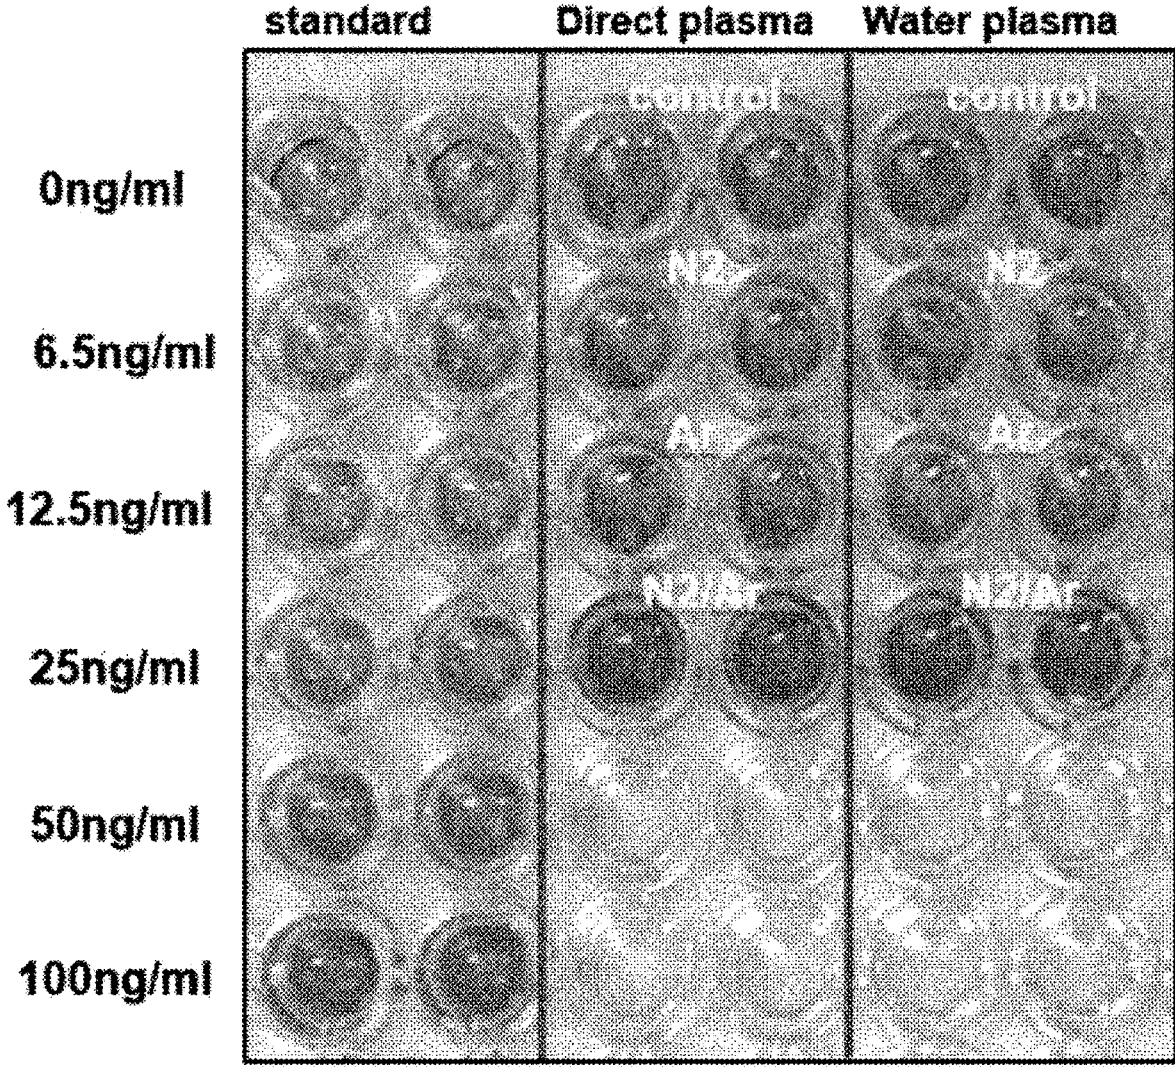 standard Direct plasma Water plasma
control control
0ng/ml
N2 N2
6.5ng/ml
Ar Ar
12.5ng/ml
N2/Ar N2/Ar
25ng/ml
50ng/ml
100ng/ml